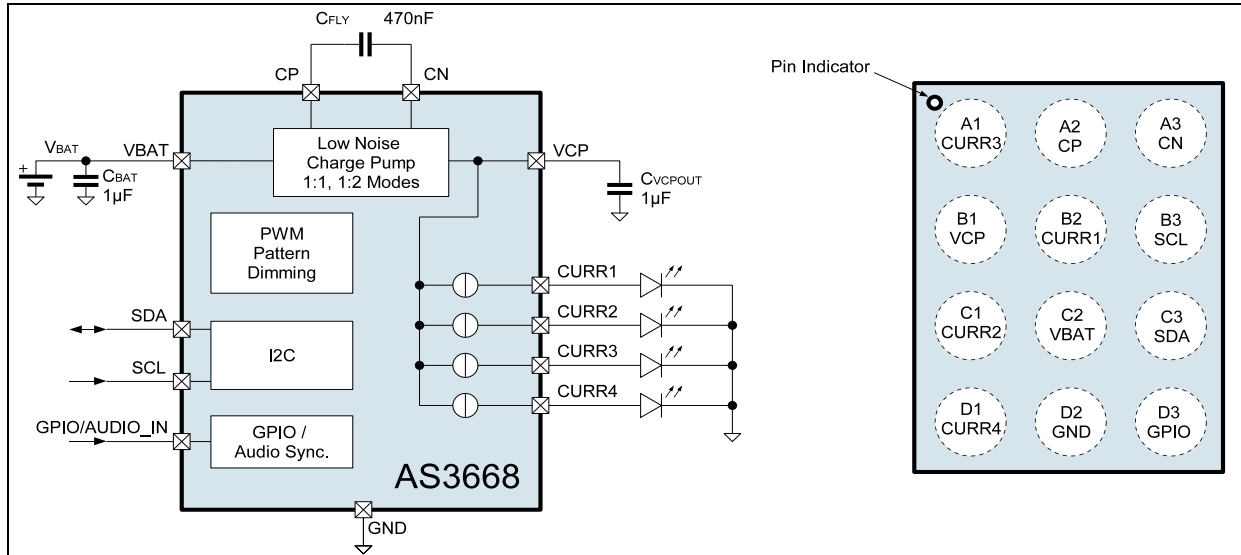 CFLY 470nF
CP CN
Pin Indicator
VBAT
VBAT
CBAT
1µF
+
Low Noise
Charge Pump
1:1, 1:2 Modes
VCP
CVCPOUT
1µF
PWM
Pattern
Dimming
SDA
SCL
I2C
GPIO/AUDIO_IN
GPIO /
Audio Sync.
CURR1
CURR2
CURR3
CURR4
AS3668
GND
A1
CURR3
A2
CP
A3
CN
B1
VCP
B2
CURR1
B3
SCL
C1
CURR2
C2
VBAT
C3
SDA
D1
CURR4
D2
GND
D3
GPIO